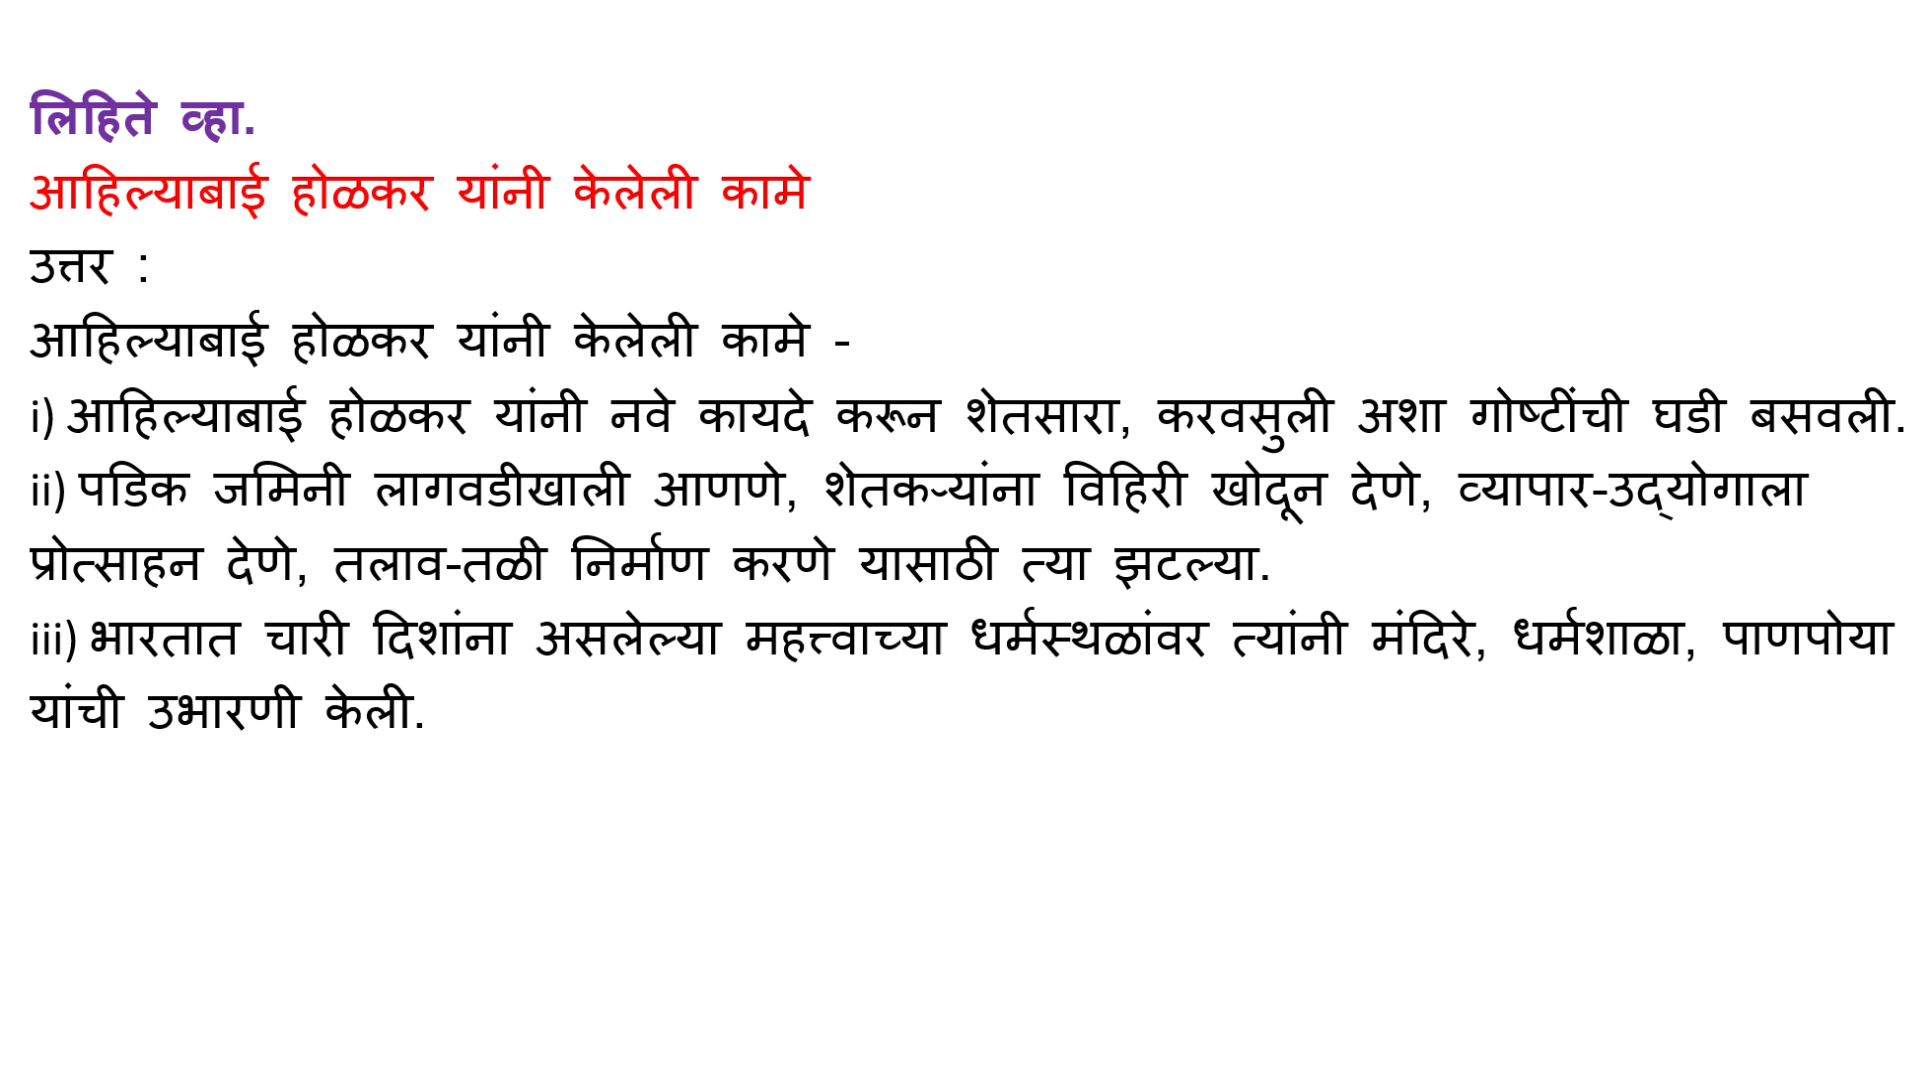 लिहिते व्हा.
आहिल्याबाई होळकर यांनी केलेली कामे
उत्तर :
आहिल्याबाई होळकर यांनी केलेली कामे -
i) आहिल्याबाई होळकर यांनी नवे कायदे करून शेतसारा, करवसुली अशा गोष्टींची घडी बसवली.
ii) पडिक जमिनी लागवडीखाली आणणे, शेतकऱ्यांना विहिरी खोदून देणे, व्यापार-उद्‌योगाला
प्रोत्साहन देणे, तलाव-तळी निर्माण करणे यासाठी त्या झटल्या.
iii) भारतात चारी दिशांना असलेल्या महत्त्वाच्या धर्मस्थळांवर त्यांनी मंदिरे, धर्मशाळा, पाणपोया
यांची उभारणी केली.